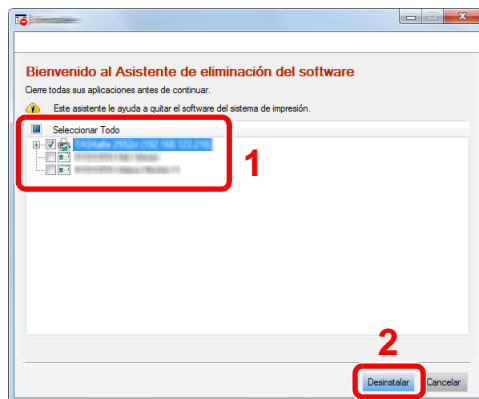 Bienvenido al Asistente de eliminación del software
Cierre todas sus aplicaciones antes de continuar.
Este asistente le ayuda a quitar el software del sistema de impresión.
Seleccionar Todo
1
2
Desinstalar
Cancelar